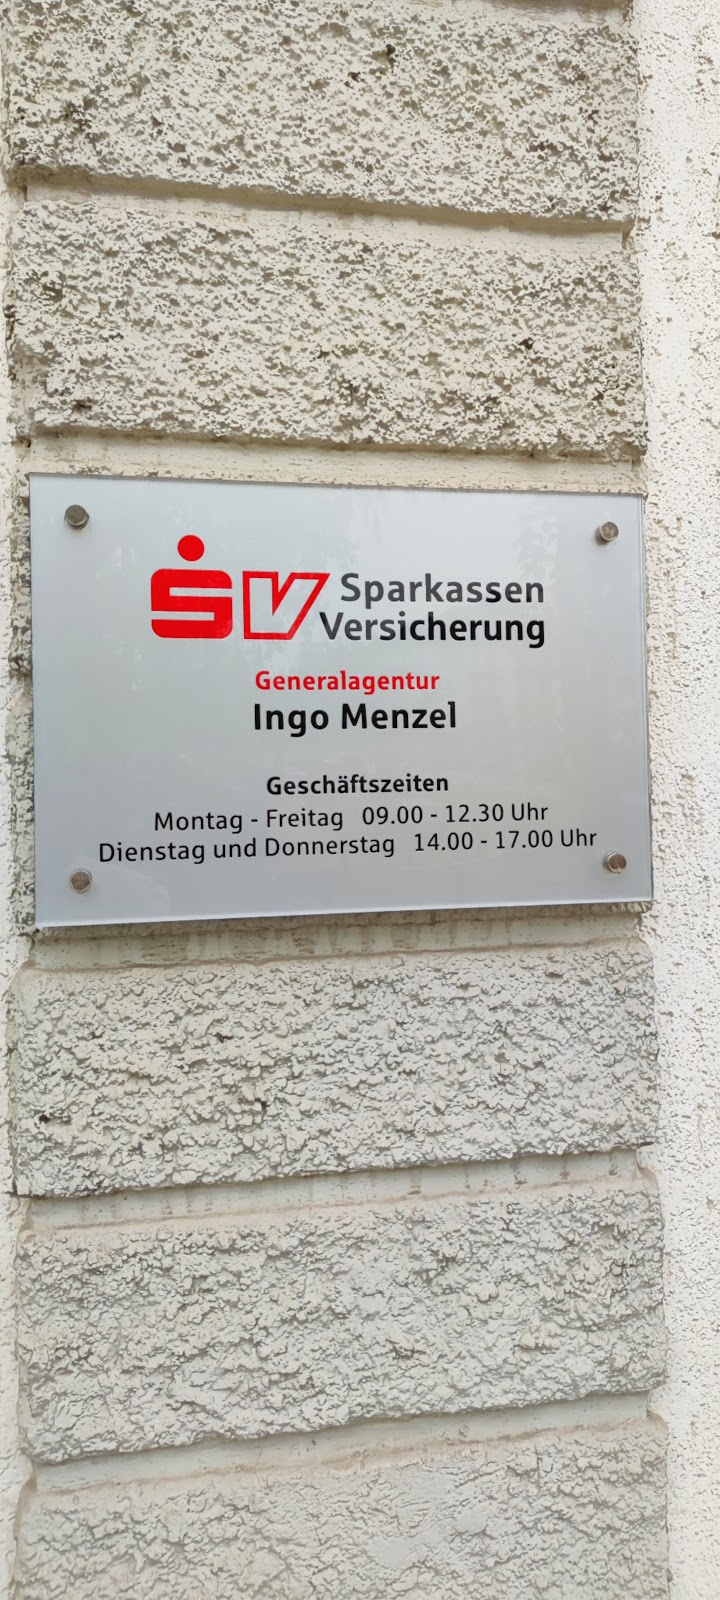 SV Sparkassen
Versicherung
Generalagentur
Ingo Menzel
Geschäftszeiten
Montag - Freitag 09.00 - 12.30 Uhr
Dienstag und Donnerstag 14.00 - 17.00 Uhr